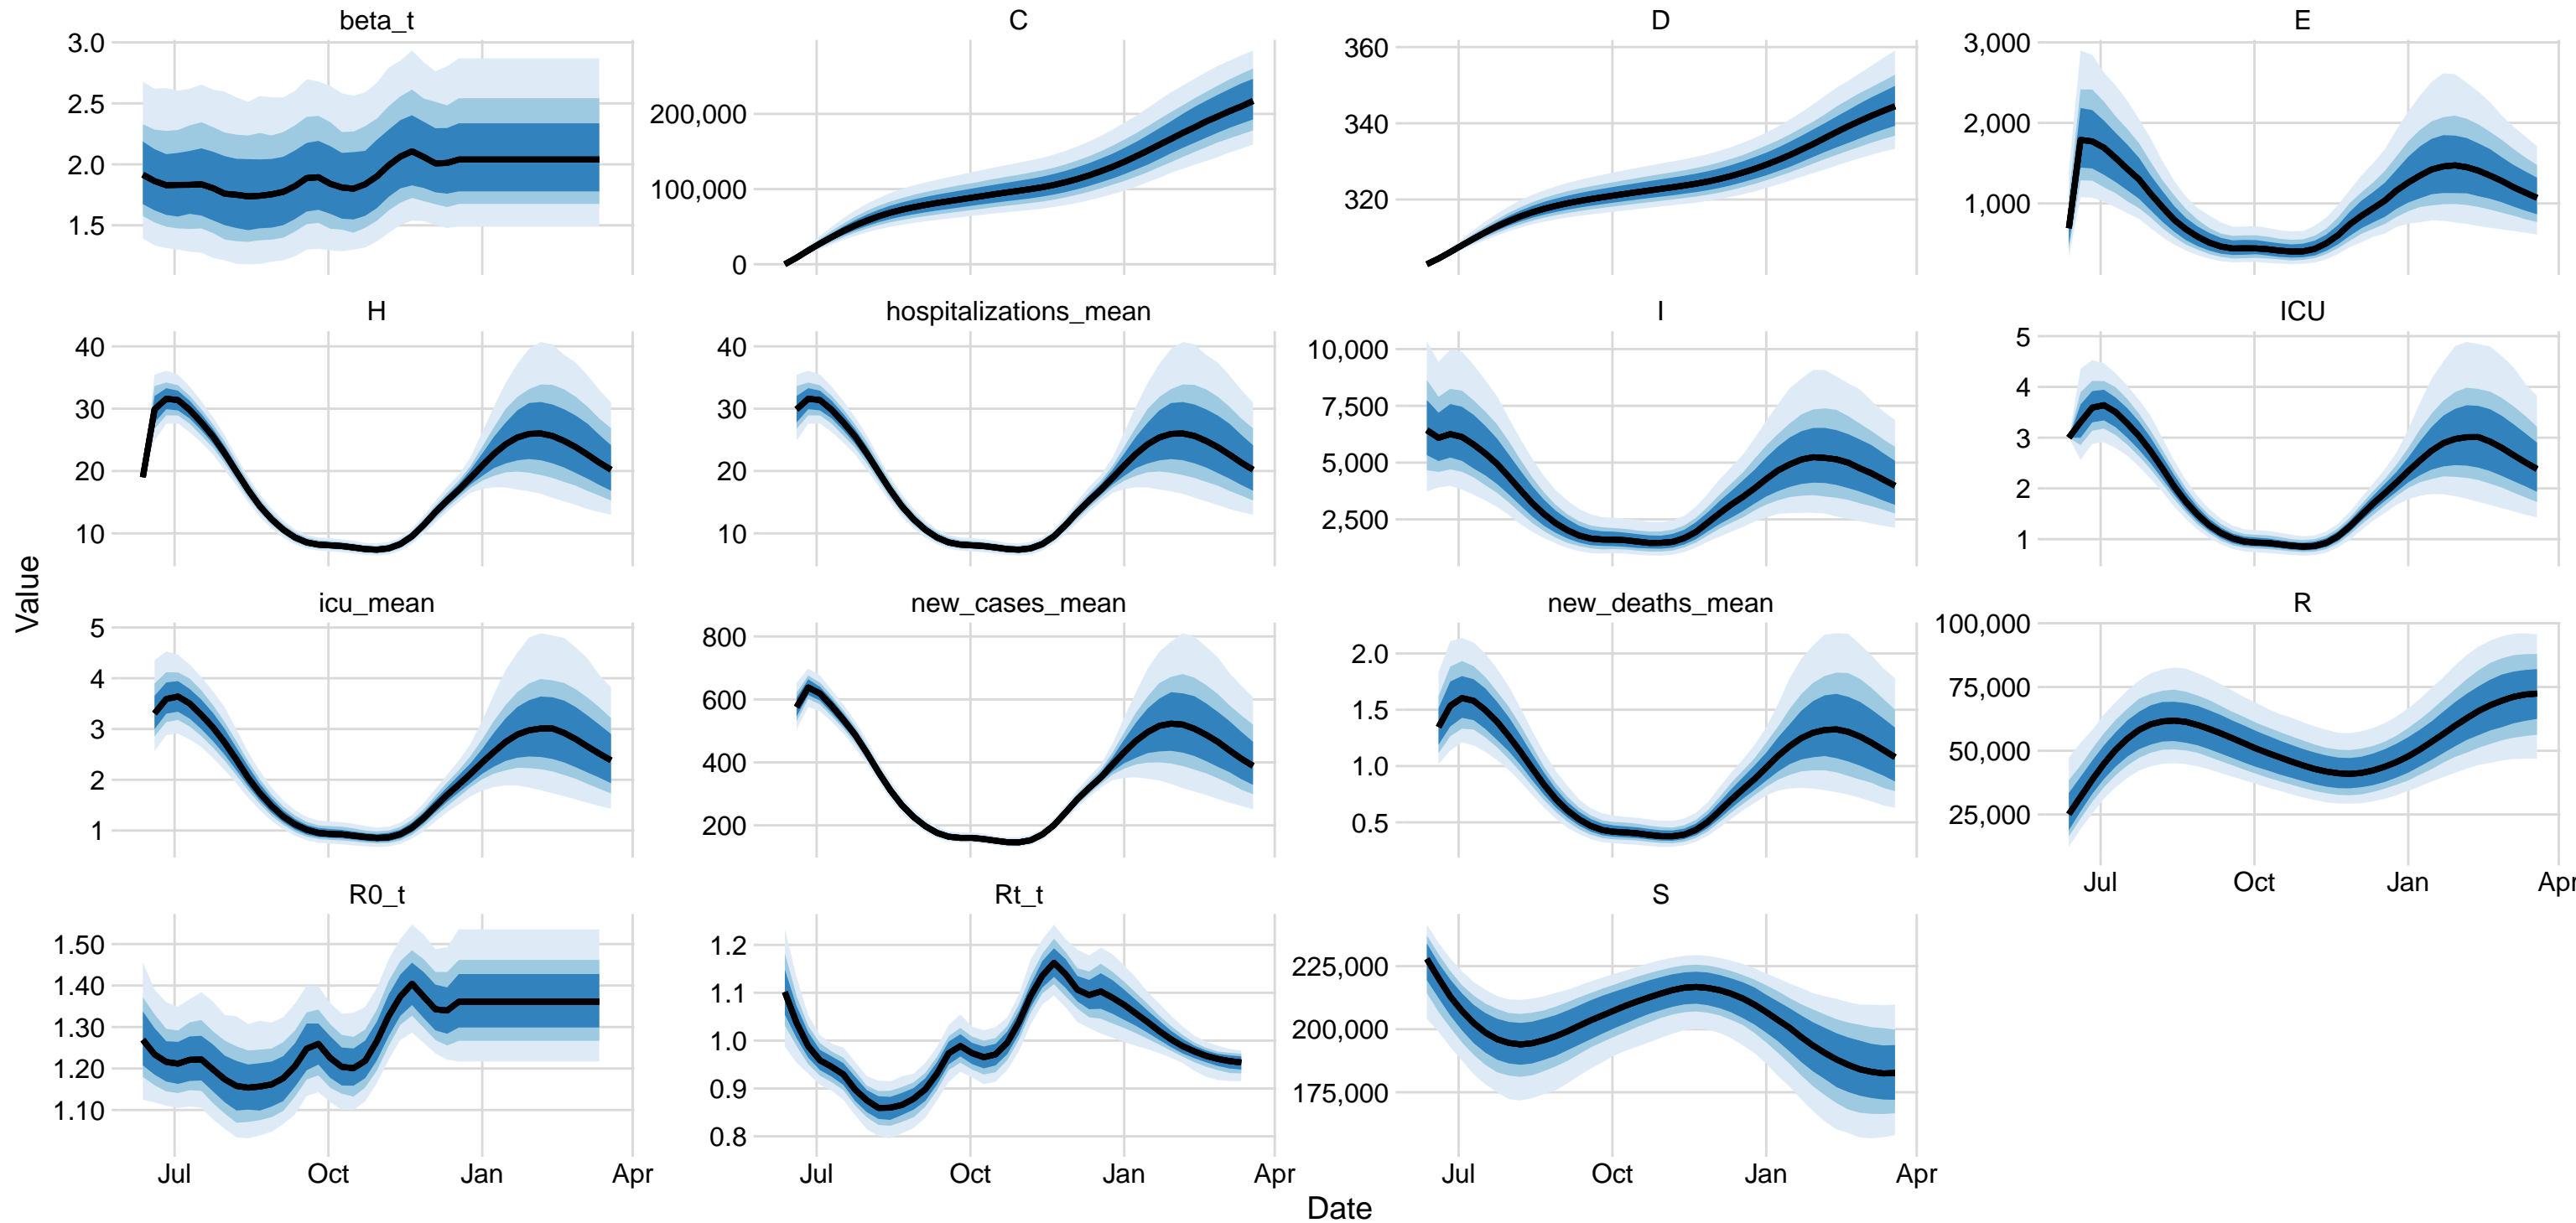 beta_t
C
D
E
3.0
2.5
2.0
1.5
200,000
100,000
0
360
340
320
3,000
2,000
1,000
H
hospitalizations_mean
I
ICU
40
30
20
10
40
30
20
10
10,000
7,500
5,000
2,500
5
4
3
2
1
icu_mean
new_cases_mean
new_deaths_mean
R
5
4
3
2
1
800
600
400
200
2.0
1.5
1.0
0.5
100,000
75,000
50,000
25,000
Jul Oct Jan Apr
R0_t
Rt_t
S
1.50
1.40
1.30
1.20
1.10
1.2
1.1
1.0
0.9
0.8
225,000
200,000
175,000
Jul Oct Jan Apr
Jul Oct Jan Apr
Jul Oct Jan Apr
Value
Date